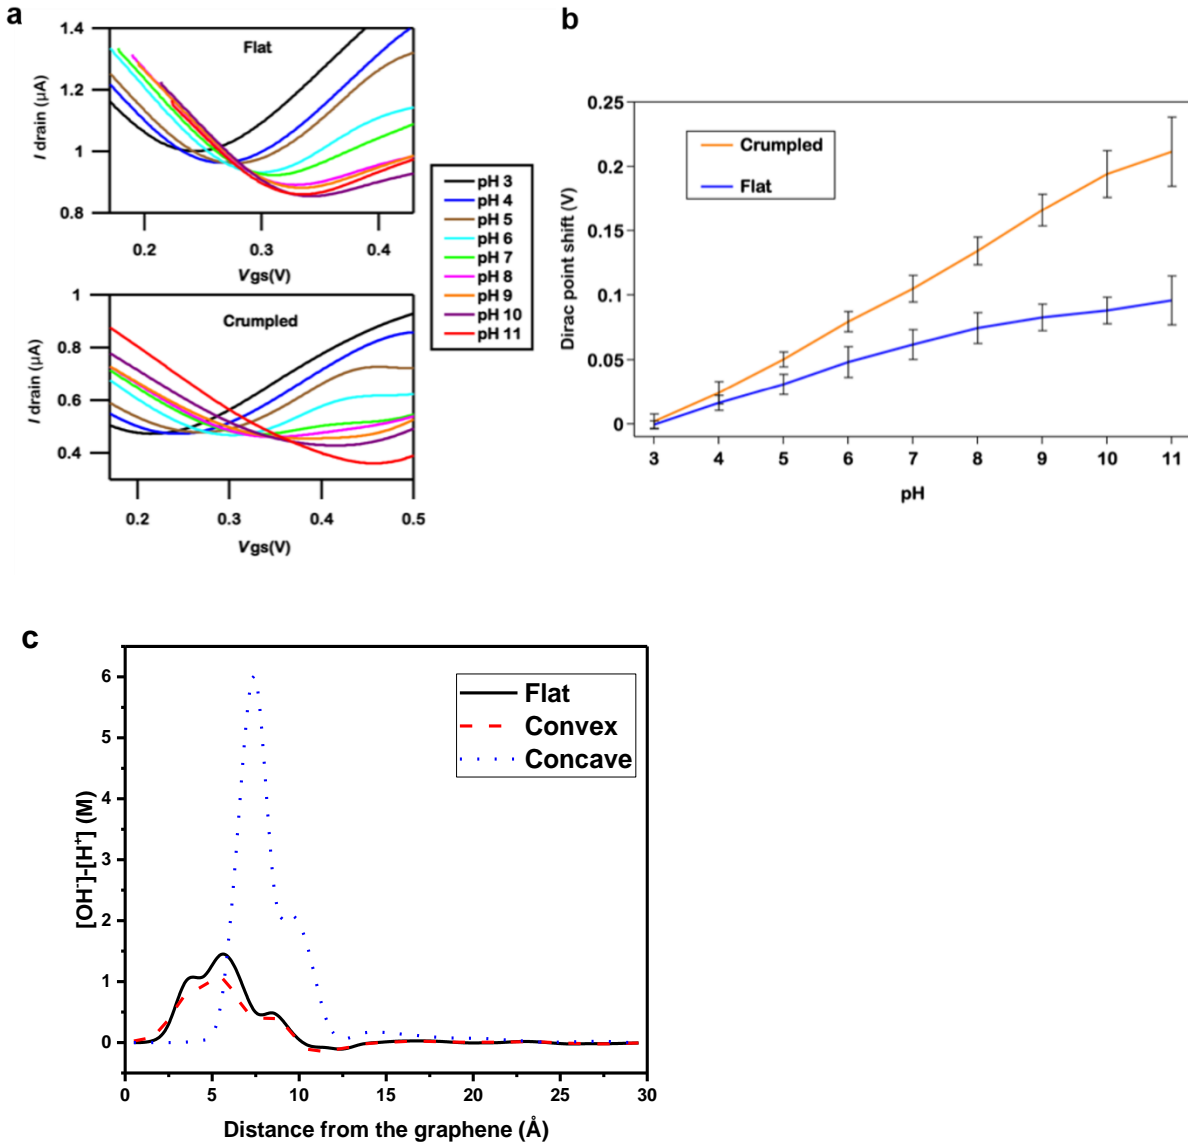 a
1.4
1.2
1
0.8
I drain (μA)
Flat
0.2
0.3
0.4
Vgs(V)
1
0.8
0.6
0.4
I drain (μA)
Crumpled
0.2
0.3
0.4
0.5
Vgs(V)
pH 3
pH 4
pH 5
pH 6
pH 7
pH 8
pH 9
pH 10
pH 11
b
0.25
0.2
0.15
0.1
0.05
0
Dirac point shift (V)
Crumpled
Flat
3
4
5
6
7
8
9
10
11
pH
c
6
5
4
3
2
1
0
[OH⁻]-[H⁺] (M)
Flat
Convex
Concave
0
5
10
15
20
25
30
Distance from the graphene (Å)